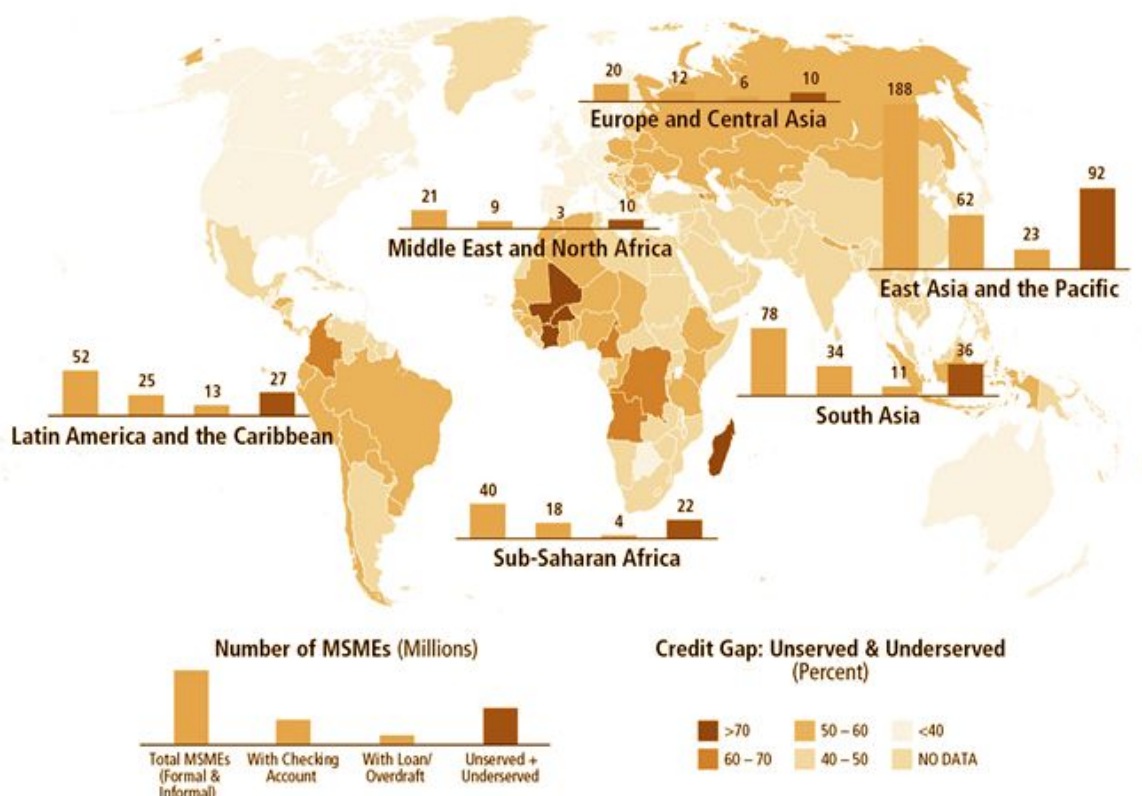 20 12 6 10
Europe and Central Asia
188 62 23 92
East Asia and the Pacific
21 9 3 10
Middle East and North Africa
78 34 11 36
South Asia
52 25 13 27
Latin America and the Caribbean
40 18 4 22
Sub-Saharan Africa
Number of MSMEs (Millions)
Total MSMEs
(Formal &
Informal)
With Checking
Account
With Loan/
Overdraft
Unserved +
Underserved
Credit Gap: Unserved & Underserved
(Percent)
>70 50 – 60 <40
60 – 70 40 – 50 NO DATA